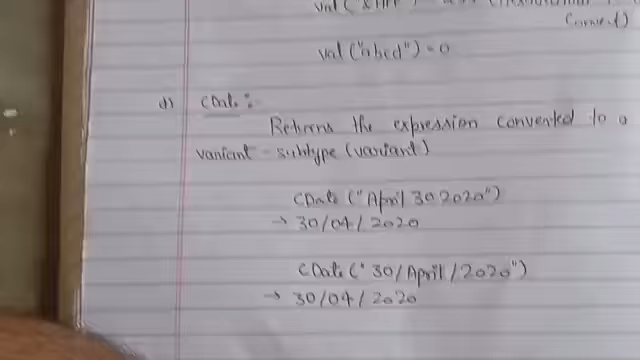 Val("abcd") = 0
d) CDate :-
Returns the expression converted to a
variant - subtype (variant)
CDate ("April 30 2020")
→ 30/04/2020
CDate (" 30/April/2020")
→ 30/04/2020